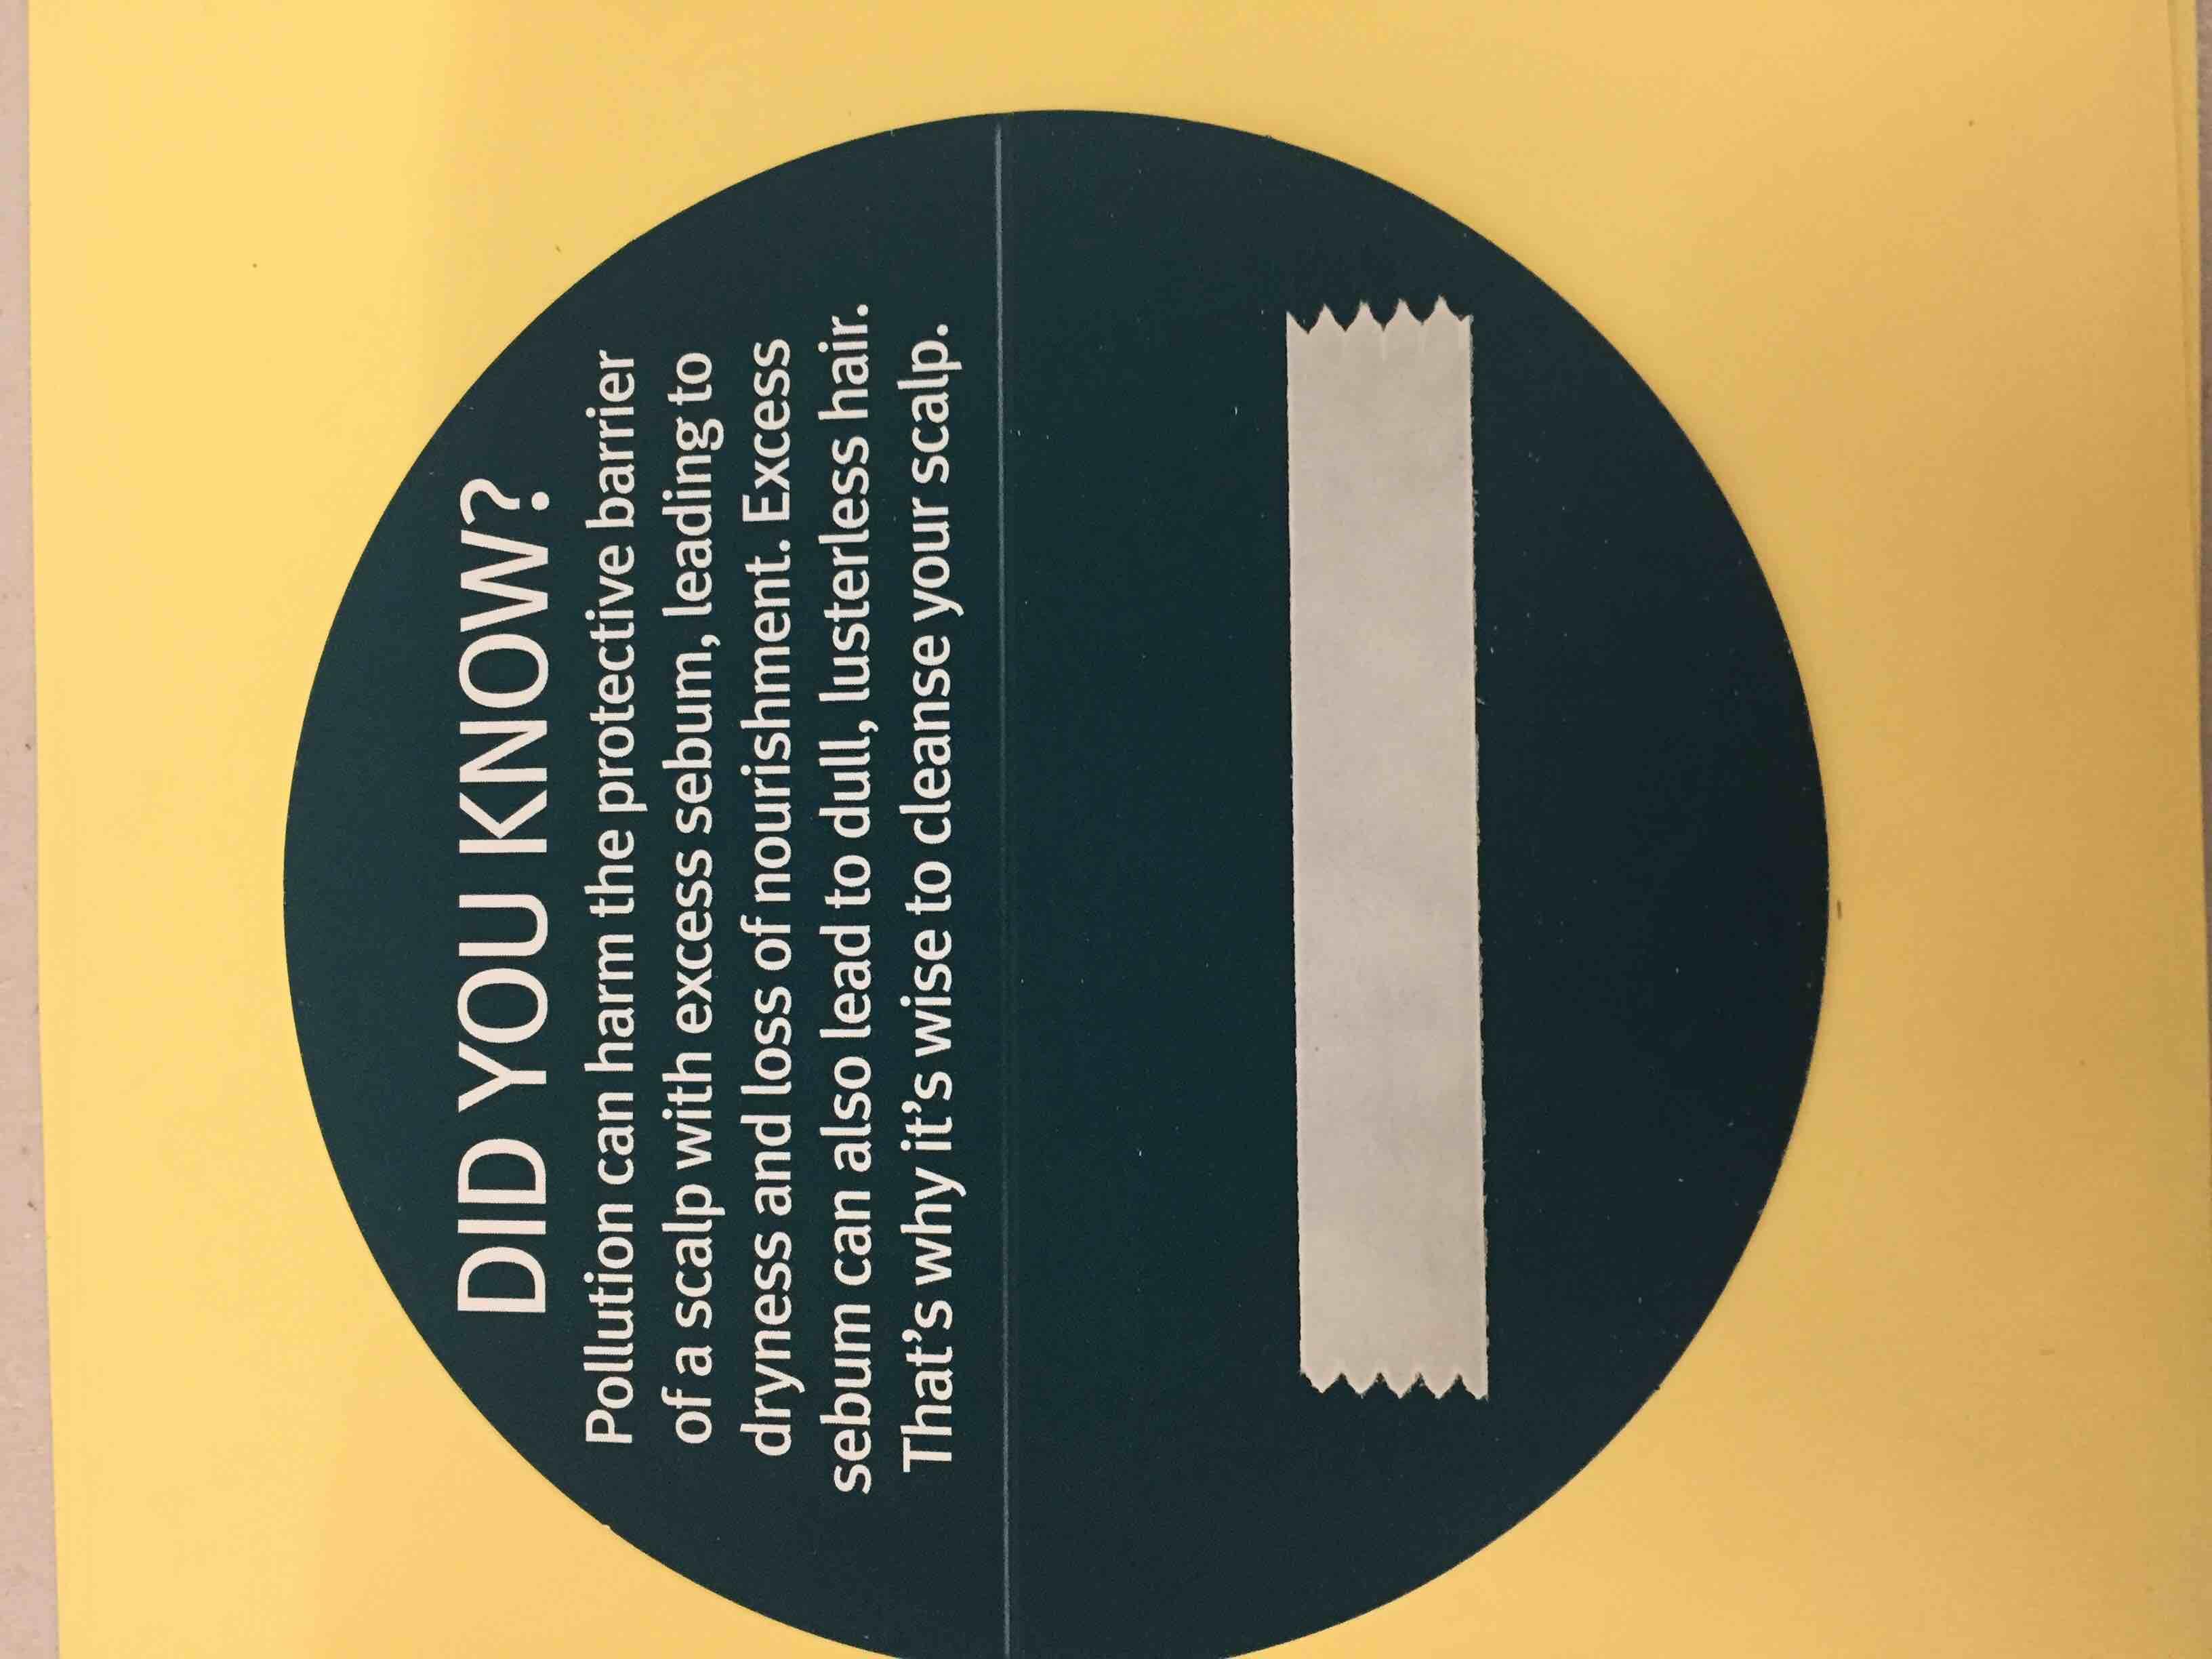 DID YOU KNOW?
Pollution can harm the protective barrier
of a scalp with excess sebum, leading to
dryness and loss of nourishment. Excess
sebum can also lead to dull, lusterless hair.
That's why it's wise to cleanse your scalp.